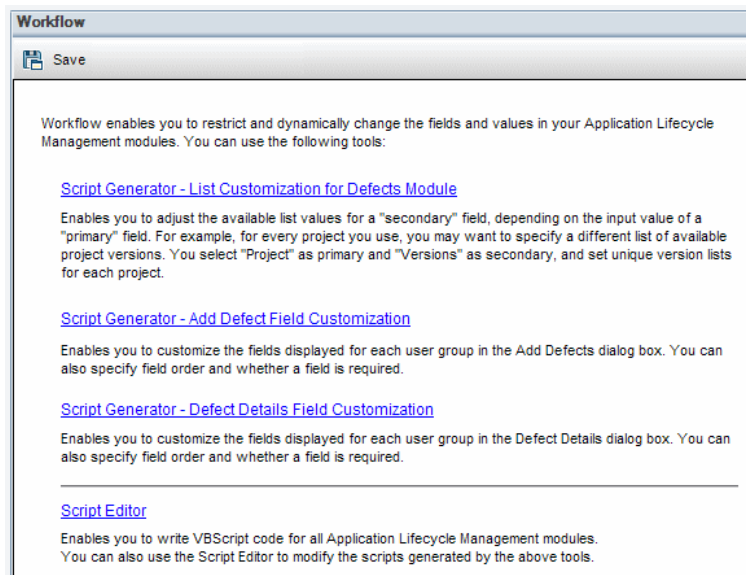 Workflow
Save
Workflow enables you to restrict and dynamically change the fields and values in your Application Lifecycle
Management modules. You can use the following tools:
Script Generator - List Customization for Defects Module
Enables you to adjust the available list values for a "secondary" field, depending on the input value of a
"primary" field. For example, for every project you use, you may want to specify a different list of available
project versions. You select "Project" as primary and "Versions" as secondary, and set unique version lists
for each project.
Script Generator - Add Defect Field Customization
Enables you to customize the fields displayed for each user group in the Add Defects dialog box. You can
also specify field order and whether a field is required.
Script Generator - Defect Details Field Customization
Enables you to customize the fields displayed for each user group in the Defect Details dialog box. You can
also specify field order and whether a field is required.
Script Editor
Enables you to write VBScript code for all Application Lifecycle Management modules.
You can also use the Script Editor to modify the scripts generated by the above tools.